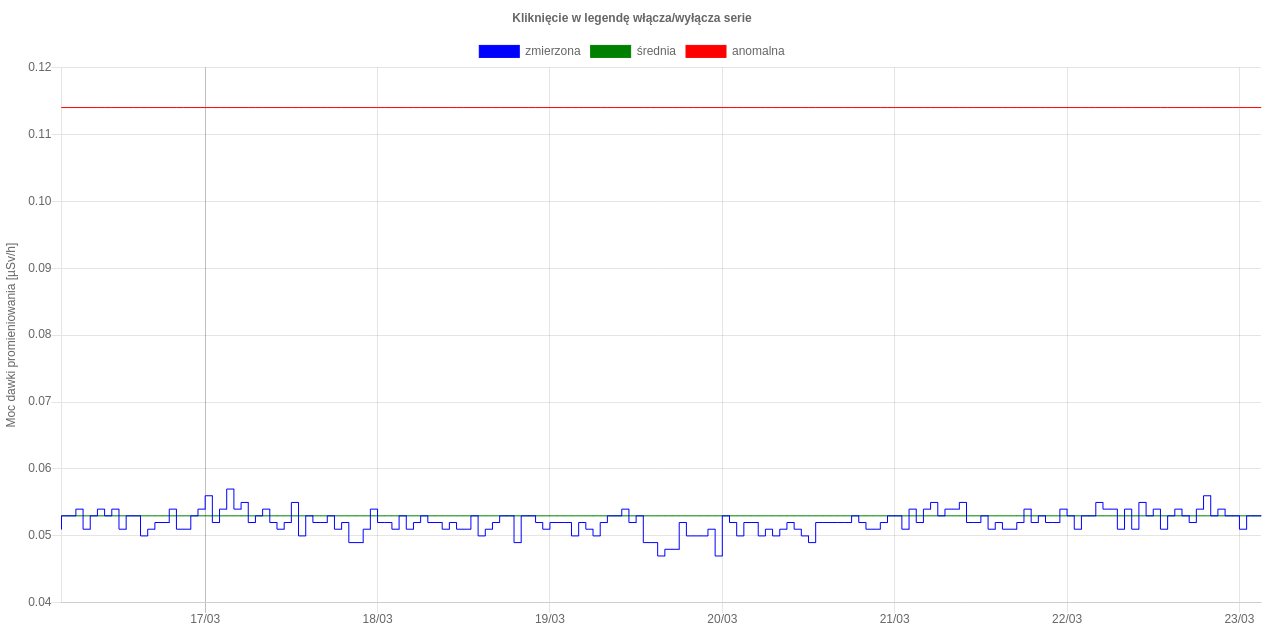 Kliknięcie w legendę włącza/wyłącza serie
zmierzona średnia anomalna
Moc dawki promieniowania [µSv/h]
0.12
0.11
0.10
0.09
0.08
0.07
0.06
0.05
0.04
17/03 18/03 19/03 20/03 21/03 22/03 23/03